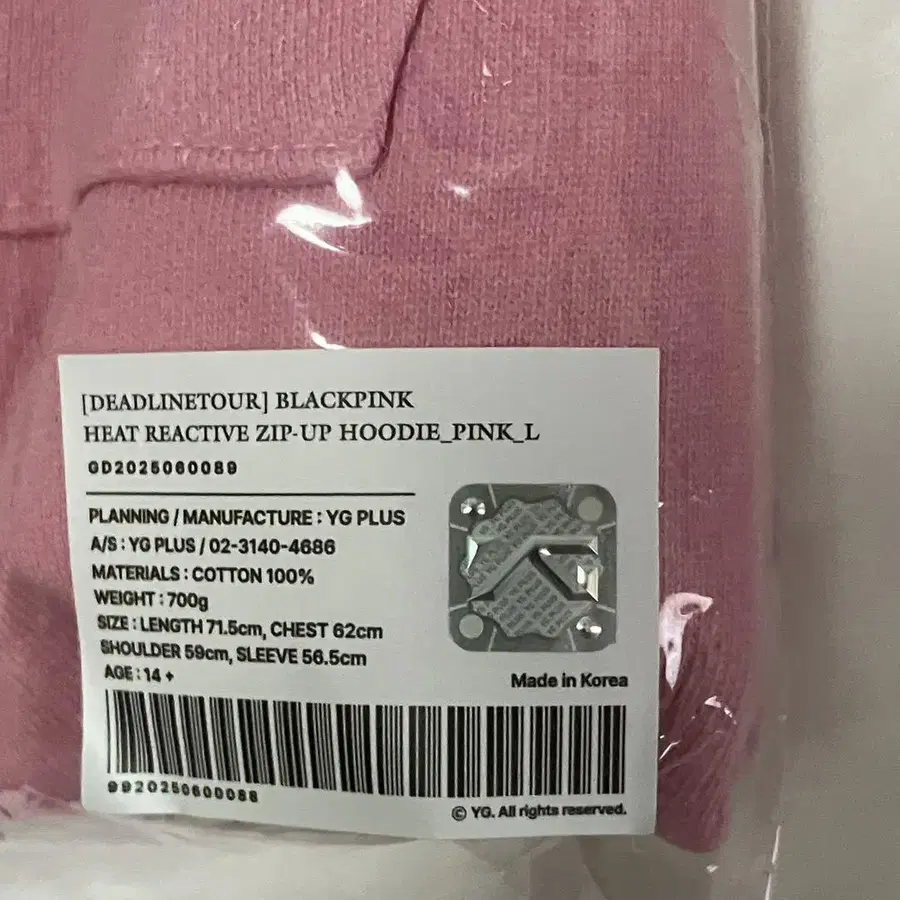 [DEADLINETOUR] BLACKPINK
HEAT REACTIVE ZIP-UP HOODIE_PINK_L
GD2025060089
PLANNING / MANUFACTURE : YG PLUS
A/S : YG PLUS / 02-3140-4686
MATERIALS : COTTON 100%
WEIGHT : 700g
SIZE : LENGTH 71.5cm, CHEST 62cm
SHOULDER 59cm, SLEEVE 56.5cm
AGE : 14 +
Made in Korea
9920250600088
© YG. All rights reserved.